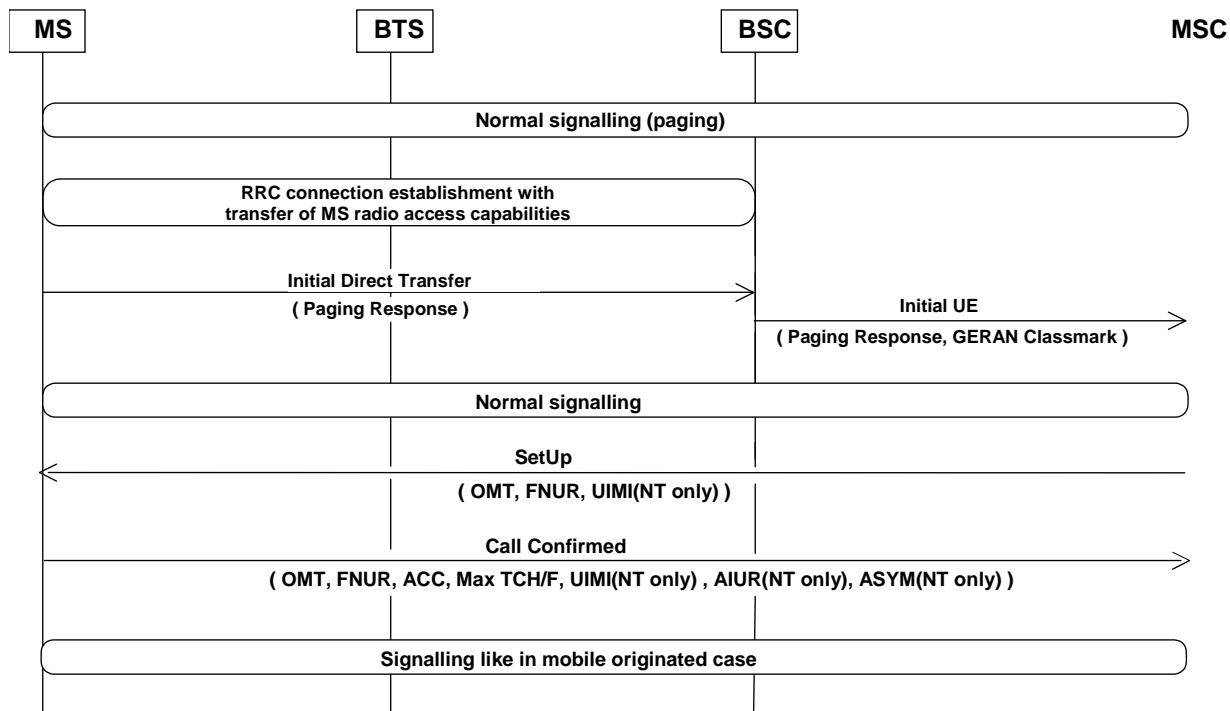 MS BTS BSC MSC
Normal signalling (paging)
RRC connection establishment with
transfer of MS radio access capabilities
Initial Direct Transfer
( Paging Response )
Initial UE
( Paging Response, GERAN Classmark )
Normal signalling
SetUp
( OMT, FNUR, UIMI(NT only) )
Call Confirmed
( OMT, FNUR, ACC, Max TCH/F, UIMI(NT only) , AIUR(NT only), ASYM(NT only) )
Signalling like in mobile originated case